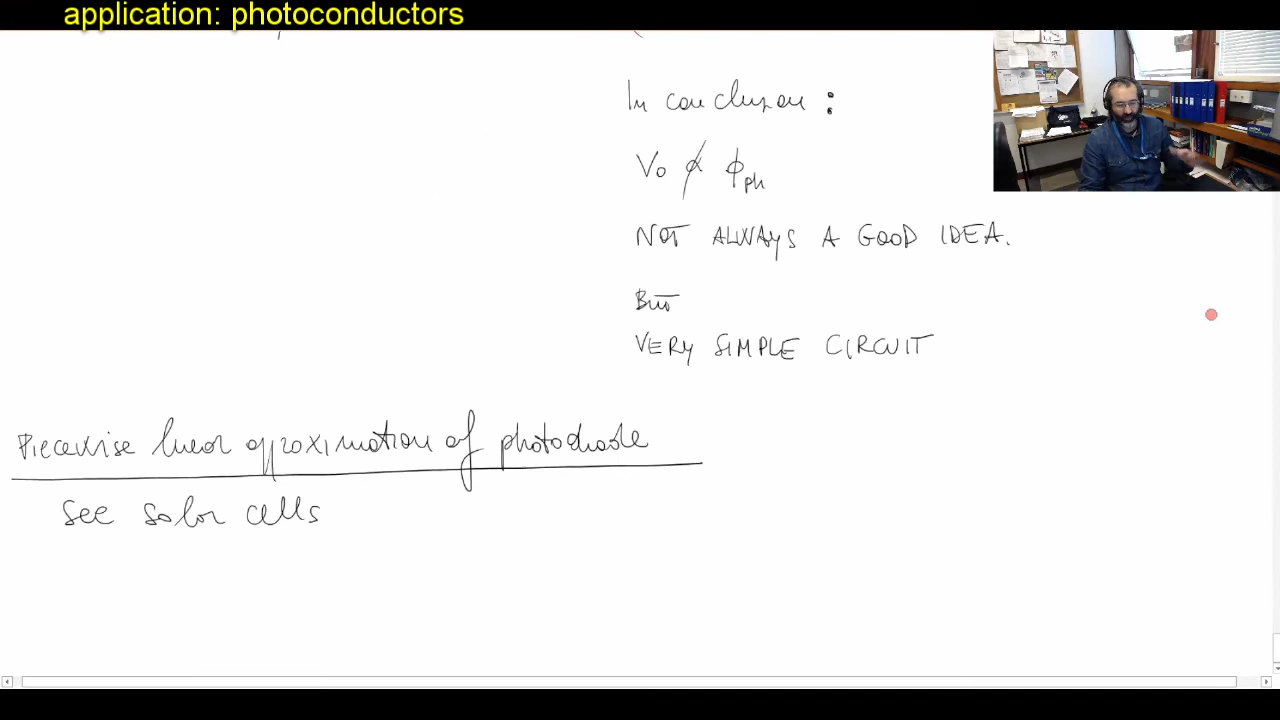 application: photoconductors
In conclusion :
Vo ∝̸ ϕph
NOT ALWAYS A GOOD IDEA.
But
VERY SIMPLE CIRCUIT
Piecewise linear approximation of photodiode
See solar cells